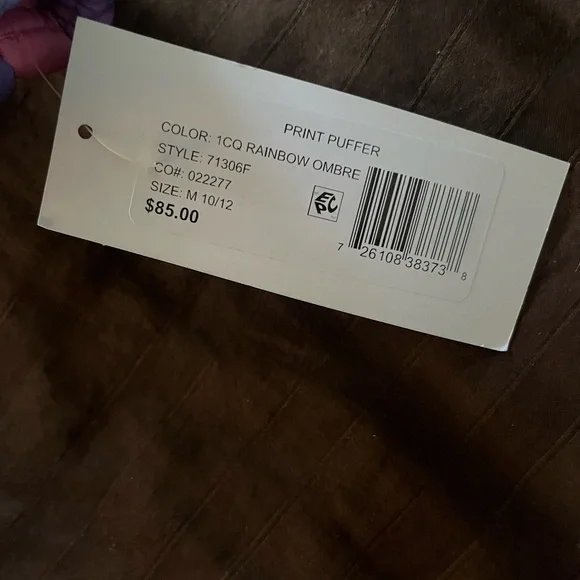 PRINT PUFFER
COLOR: 1CQ RAINBOW OMBRE
STYLE: 71306F
CO#: 022277
SIZE: M 10/12
$85.00
EPC
7 26108 38373 8